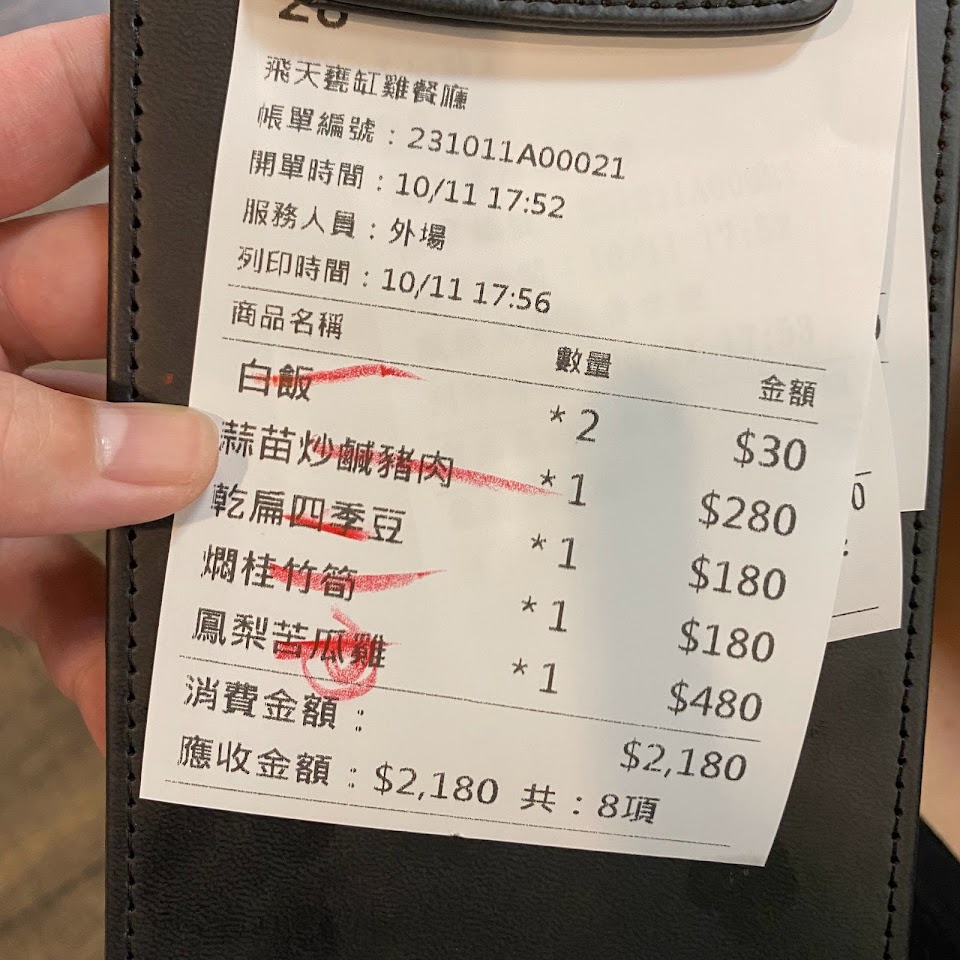 26
飛天甕缸雞餐廳
帳單編號：231011A00021
開單時間：10/11 17:52
服務人員：外場
列印時間：10/11 17:56
商品名稱 數量 金額
白飯 *2 $30
蒜苗炒鹹豬肉 *1 $280
乾扁四季豆 *1 $180
燜桂竹筍 *1 $180
鳳梨苦瓜雞 *1 $480
消費金額： $2,180
應收金額：$2,180 共：8項